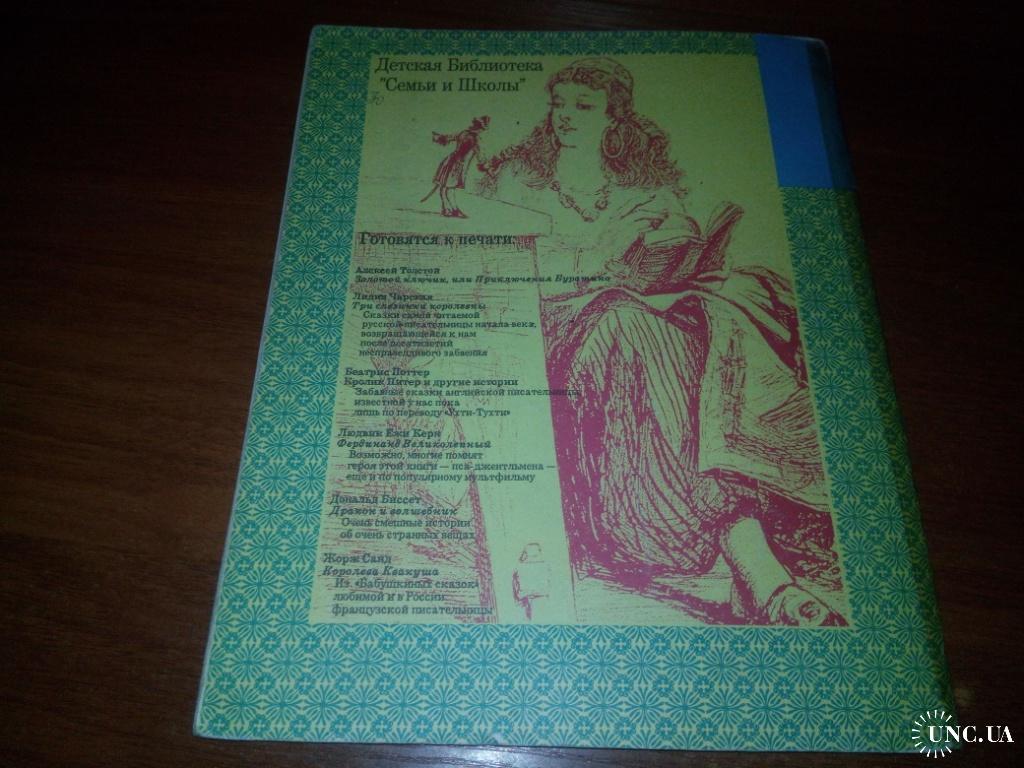 Детская Библиотека
"Семьи и Школы"
Готовятся к печати:
Алексей Толстой
Золотой ключик, или Приключения Буратино
Лидия Чарская
Три слезинки королевны
Сказки самой читаемой
русской писательницы начала века,
возвращающейся к нам
после десятилетий
несправедливого забвения
Беатрис Поттер
Кролик Питер и другие истории
Забавные сказки английской писательницы,
известной у нас пока
лишь по переводу «Ухти-Тухти»
Людвик Ежи Керн
Фердинанд Великолепный
Возможно, многие помнят
героя этой книги — пса-джентльмена —
еще и по популярному мультфильму
Дональд Биссет
Дракон и волшебник
Очень смешные истории
об очень странных вещах
Жорж Санд
Королева Квакуша
Из «Бабушкиных сказок»
любимой и в России
французской писательницы
UNC.UA